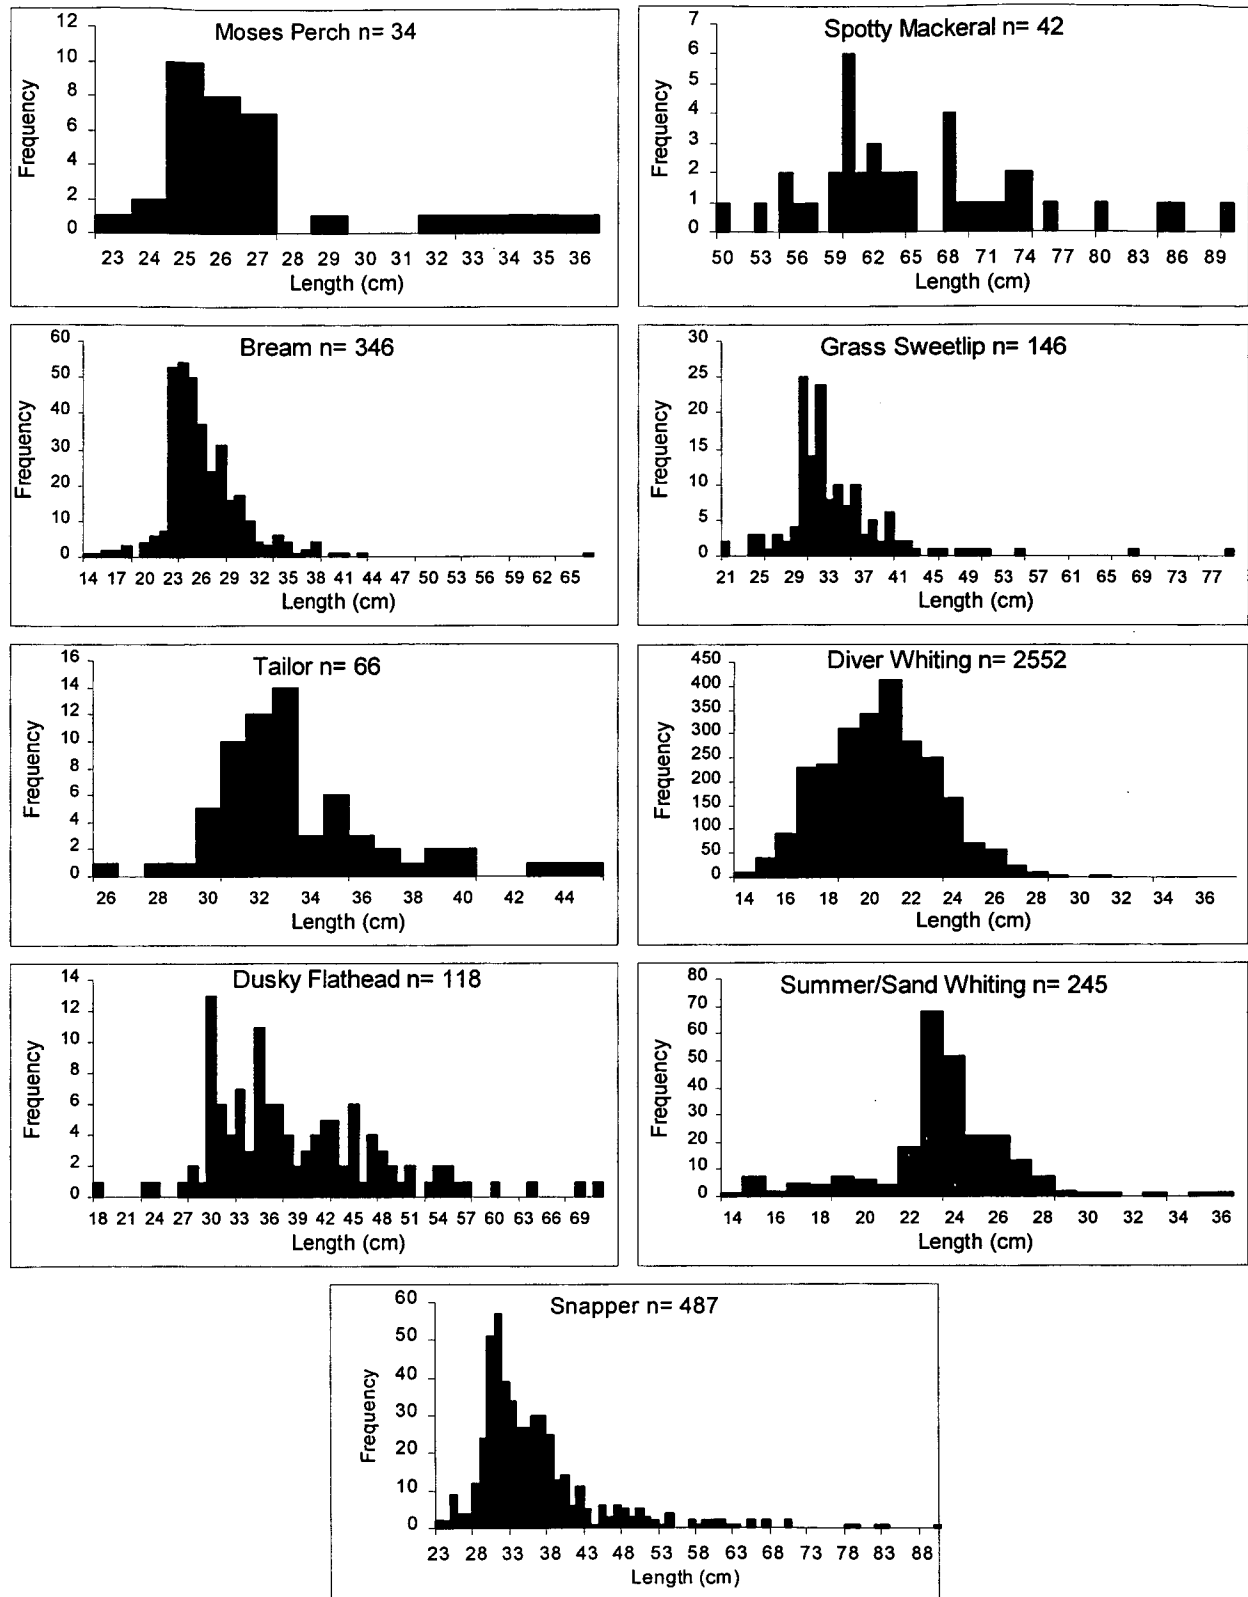 Moses Perch n= 34
Frequency
12
10
8
6
4
2
0
23 24 25 26 27 28 29 30 31 32 33 34 35 36
Length (cm)
Spotty Mackeral n= 42
Frequency
7
6
5
4
3
2
1
0
50 53 56 59 62 65 68 71 74 77 80 83 86 89
Length (cm)
Bream n= 346
Frequency
60
50
40
30
20
10
0
14 17 20 23 26 29 32 35 38 41 44 47 50 53 56 59 62 65
Length (cm)
Grass Sweetlip n= 146
Frequency
30
25
20
15
10
5
0
21 25 29 33 37 41 45 49 53 57 61 65 69 73 77
Length (cm)
Tailor n= 66
Frequency
16
14
12
10
8
6
4
2
0
26 28 30 32 34 36 38 40 42 44
Length (cm)
Diver Whiting n= 2552
Frequency
450
400
350
300
250
200
150
100
50
0
14 16 18 20 22 24 26 28 30 32 34 36
Length (cm)
Dusky Flathead n= 118
Frequency
14
12
10
8
6
4
2
0
18 21 24 27 30 33 36 39 42 45 48 51 54 57 60 63 66 69
Length (cm)
Summer/Sand Whiting n= 245
Frequency
80
70
60
50
40
30
20
10
0
14 16 18 20 22 24 26 28 30 32 34 36
Length (cm)
Snapper n= 487
Frequency
60
50
40
30
20
10
0
23 28 33 38 43 48 53 58 63 68 73 78 83 88
Length (cm)